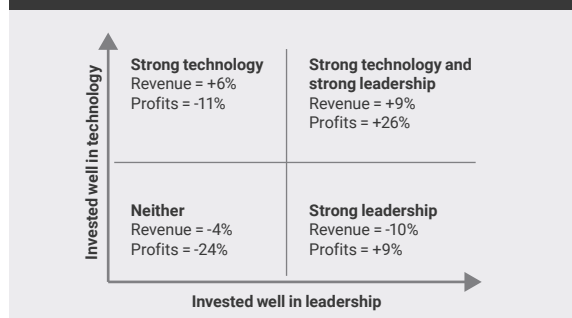 Invested well in technology
Strong technology
Revenue = +6%
Profits = -11%
Strong technology and
strong leadership
Revenue = +9%
Profits = +26%
Neither
Revenue = -4%
Profits = -24%
Strong leadership
Revenue = -10%
Profits = +9%
Invested well in leadership